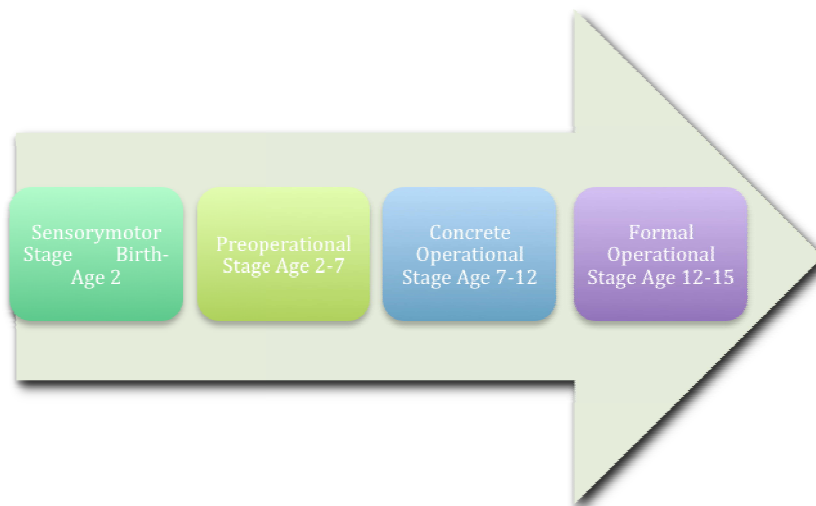 Sensorymotor
Stage Birth-
Age 2
Preoperational
Stage Age 2-7
Concrete
Operational
Stage Age 7-12
Formal
Operational
Stage Age 12-15